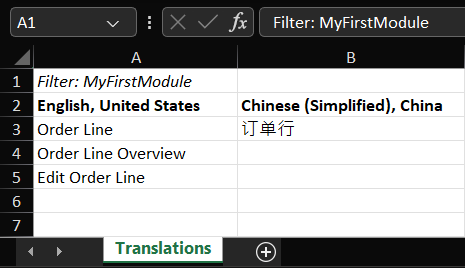 A1 fx Filter: MyFirstModule
A B
1 Filter: MyFirstModule
2 English, United States Chinese (Simplified), China
3 Order Line 订单行
4 Order Line Overview
5 Edit Order Line
6
7
Translations